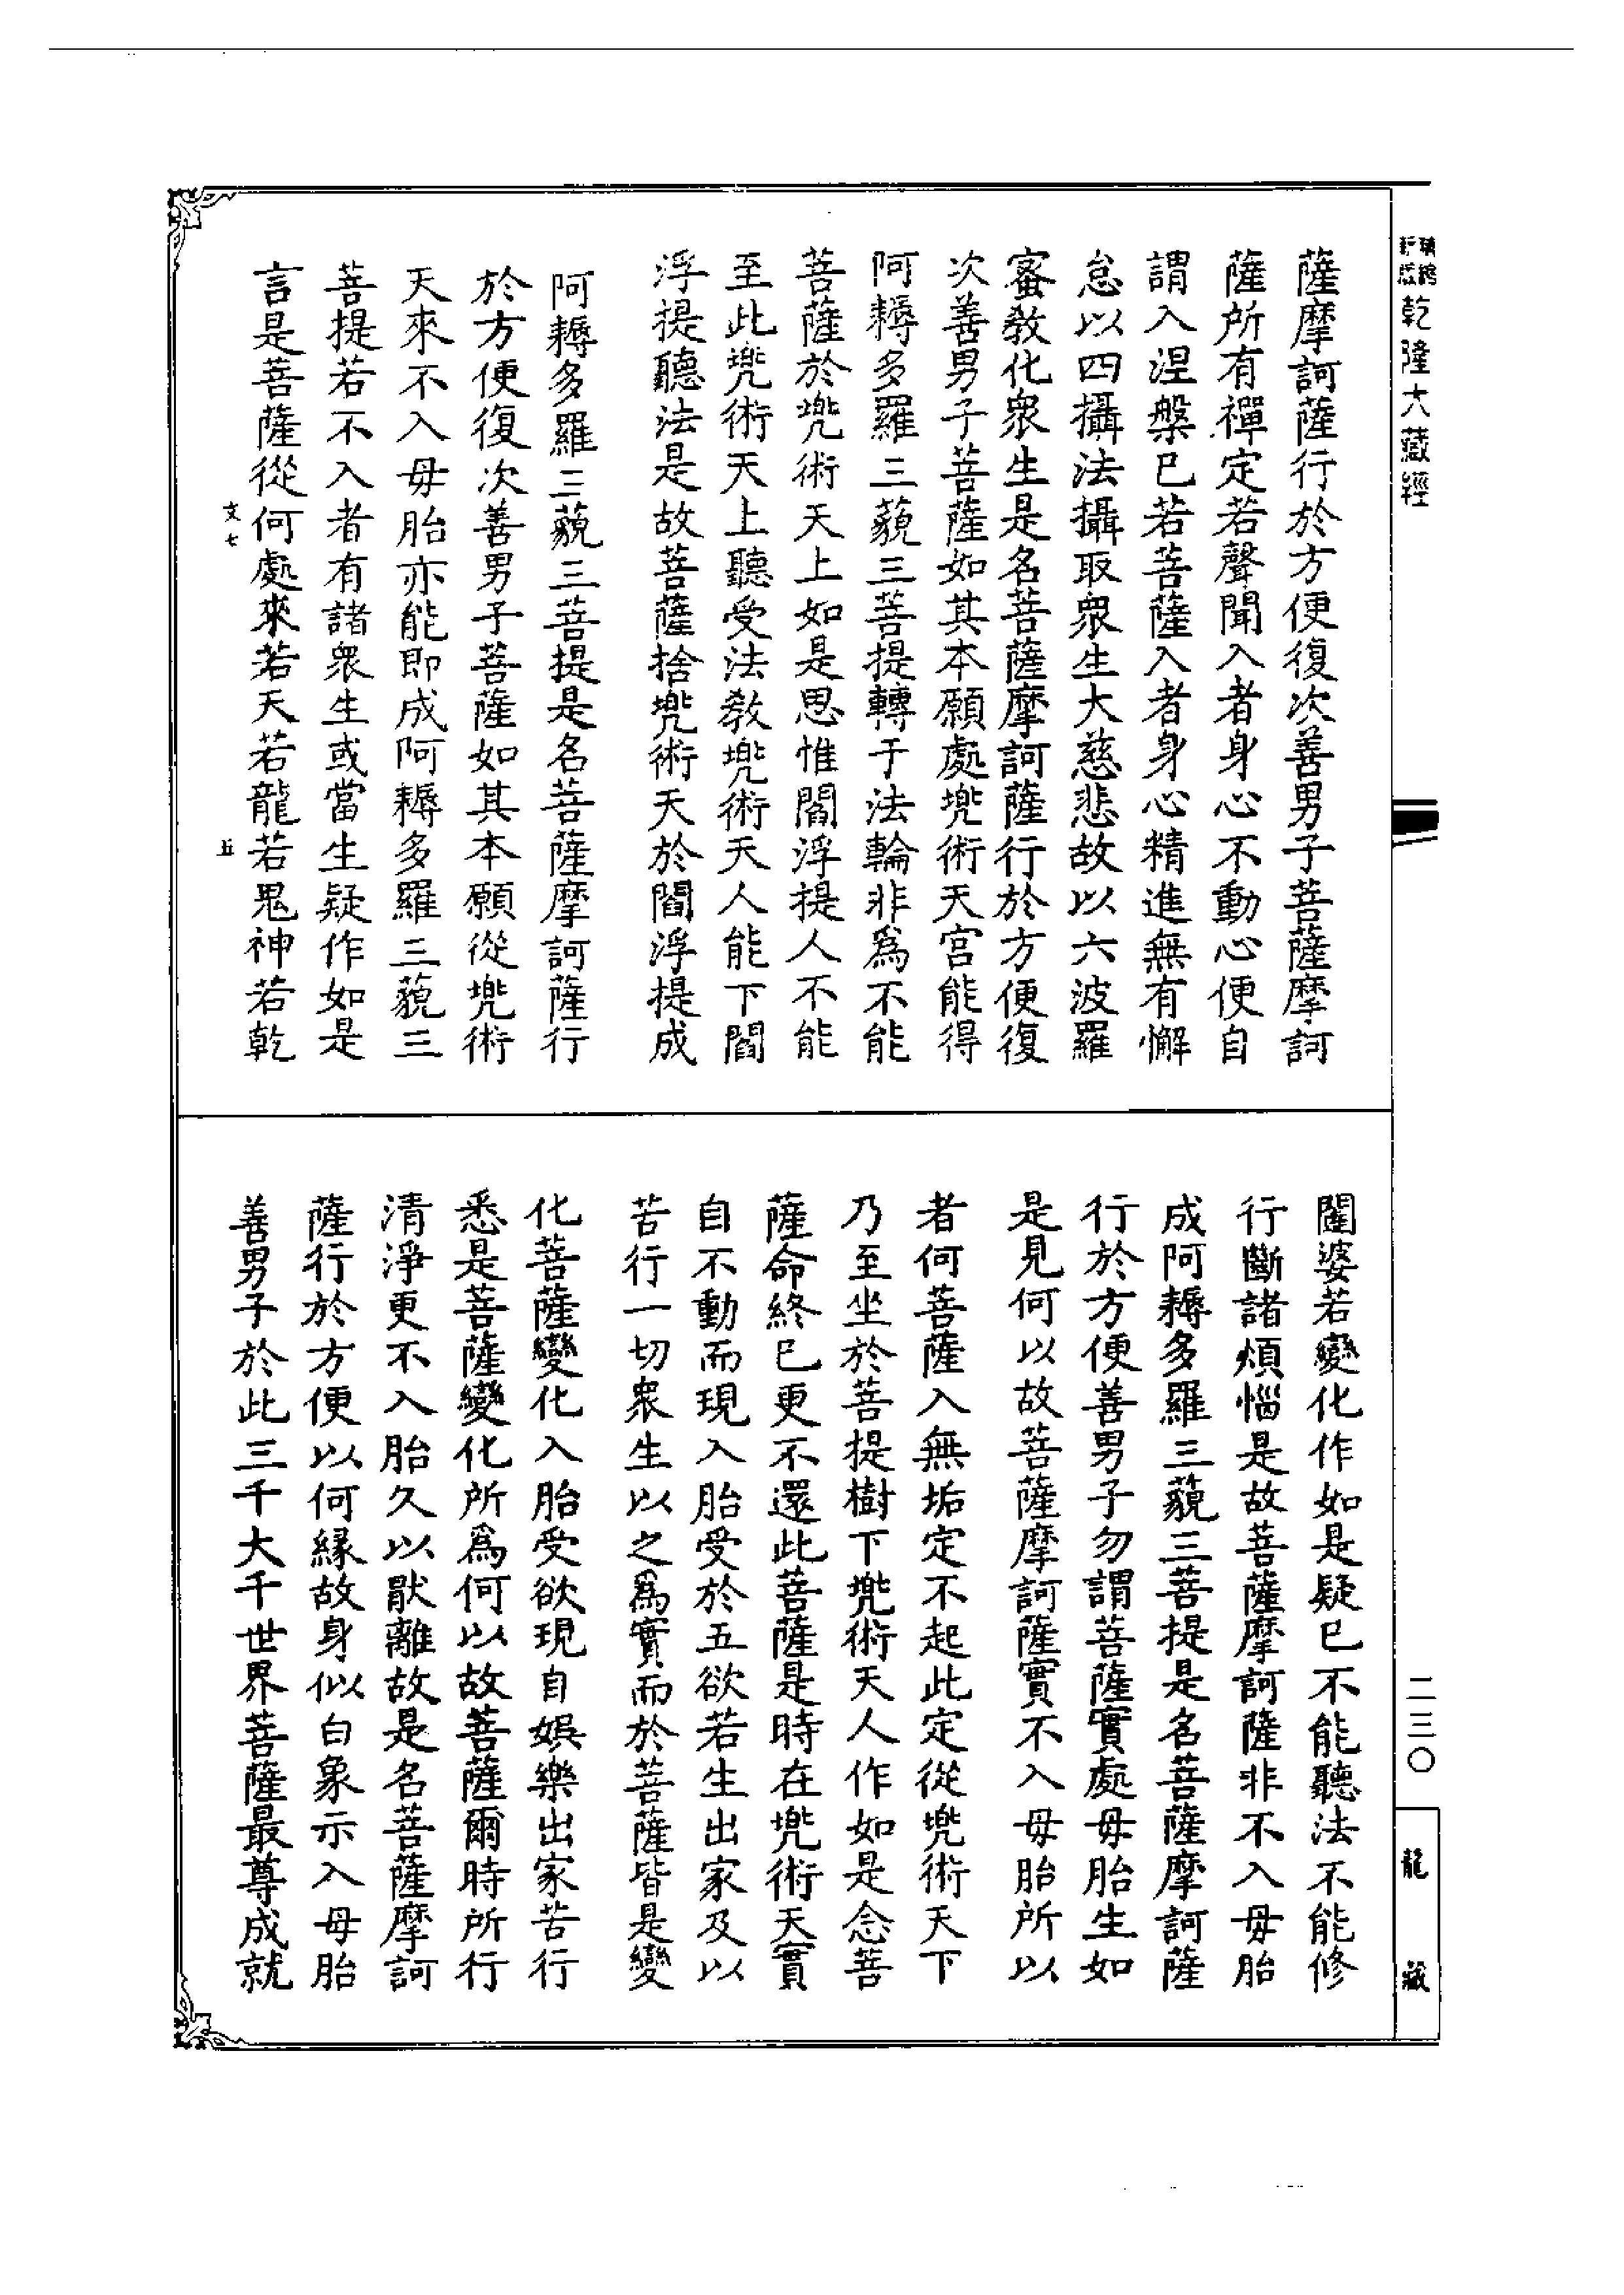 乾隆大藏經
薩摩訶薩行於方便復次善男子菩薩摩訶
薩所有禪定若聲聞入者身心不動心便自
謂入涅槃已若菩薩入者身心精進無有懈
怠以四攝法攝取衆生大慈悲故以六波羅
蜜敎化衆生是名菩薩摩訶薩行於方便復
次善男子菩薩如其本願處兠術天宮能得
阿耨多羅三藐三菩提轉于法輪非爲不能
菩薩於兠術天上如是思惟閻浮提人不能
至此兠術天上聽受法敎兠術天人能下閻
浮提聽法是故菩薩捨兠術天於閻浮提成
阿耨多羅三藐三菩提是名菩薩摩訶薩行
於方便復次善男子菩薩如其本願從兠術
天來不入母胎亦能即成阿耨多羅三藐三
菩提若不入者有諸衆生或當生疑作如是
言是菩薩從何處來若天若龍若鬼神若乾
文七
五
闥婆若變化作如是疑已不能聽法不能修
行斷諸煩惱是故菩薩摩訶薩非不入母胎
成阿耨多羅三藐三菩提是名菩薩摩訶薩
行於方便善男子勿謂菩薩實處母胎生如
是見何以故菩薩摩訶薩實不入母胎所以
者何菩薩入無垢定不起此定從兠術天下
乃至坐於菩提樹下兠術天人作如是念菩
薩命終已更不還此菩薩是時在兠術天實
自不動而現入胎受於五欲若生出家及以
苦行一切衆生以之爲實而於菩薩皆是變
化菩薩變化入胎受欲現自娛樂出家苦行
悉是菩薩變化所爲何以故菩薩爾時所行
清淨更不入胎久以猒離故是名菩薩摩訶
薩行於方便以何緣故身似白象示入母胎
善男子於此三千大千世界菩薩最尊成就
二三〇
龍藏